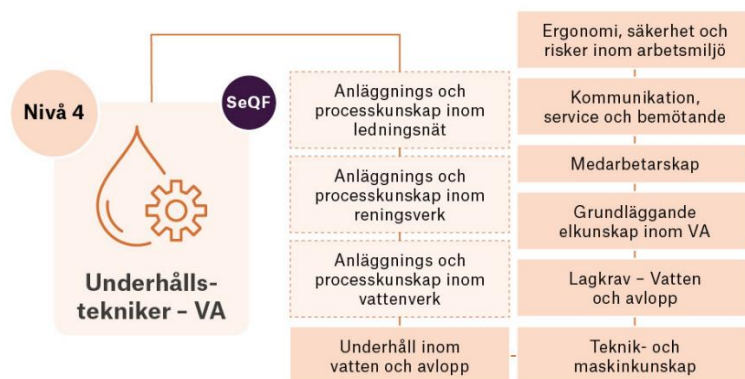 Nivå 4
SeQF
Underhålls-
tekniker – VA
Anläggnings och
processkunskap inom
ledningsnät
Anläggnings och
processkunskap inom
reningsverk
Anläggnings och
processkunskap inom
vattenverk
Underhåll inom
vatten och avlopp
Ergonomi, säkerhet och
risker inom arbetsmiljö
Kommunikation,
service och bemötande
Medarbetarskap
Grundläggande
elkunskap inom VA
Lagkrav – Vatten
och avlopp
Teknik- och
maskinkunskap